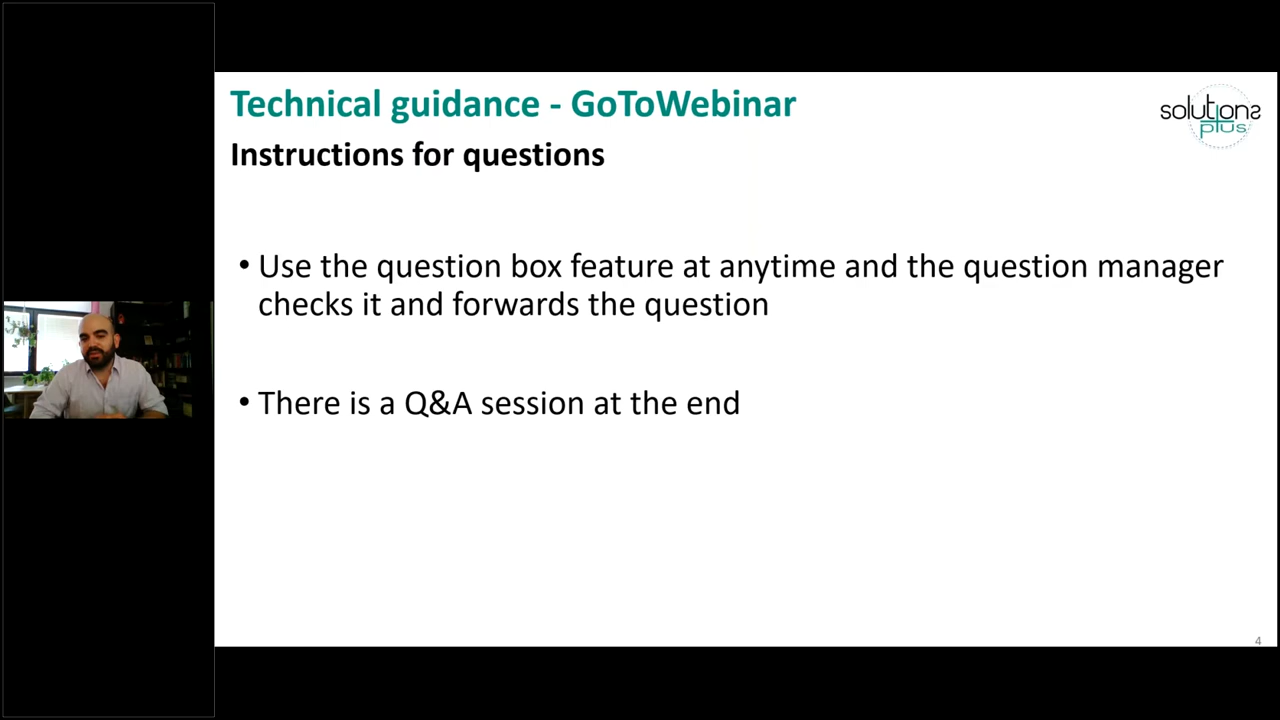 Technical guidance - GoToWebinar
solutions
plus
Instructions for questions
• Use the question box feature at anytime and the question manager
checks it and forwards the question
• There is a Q&A session at the end
4